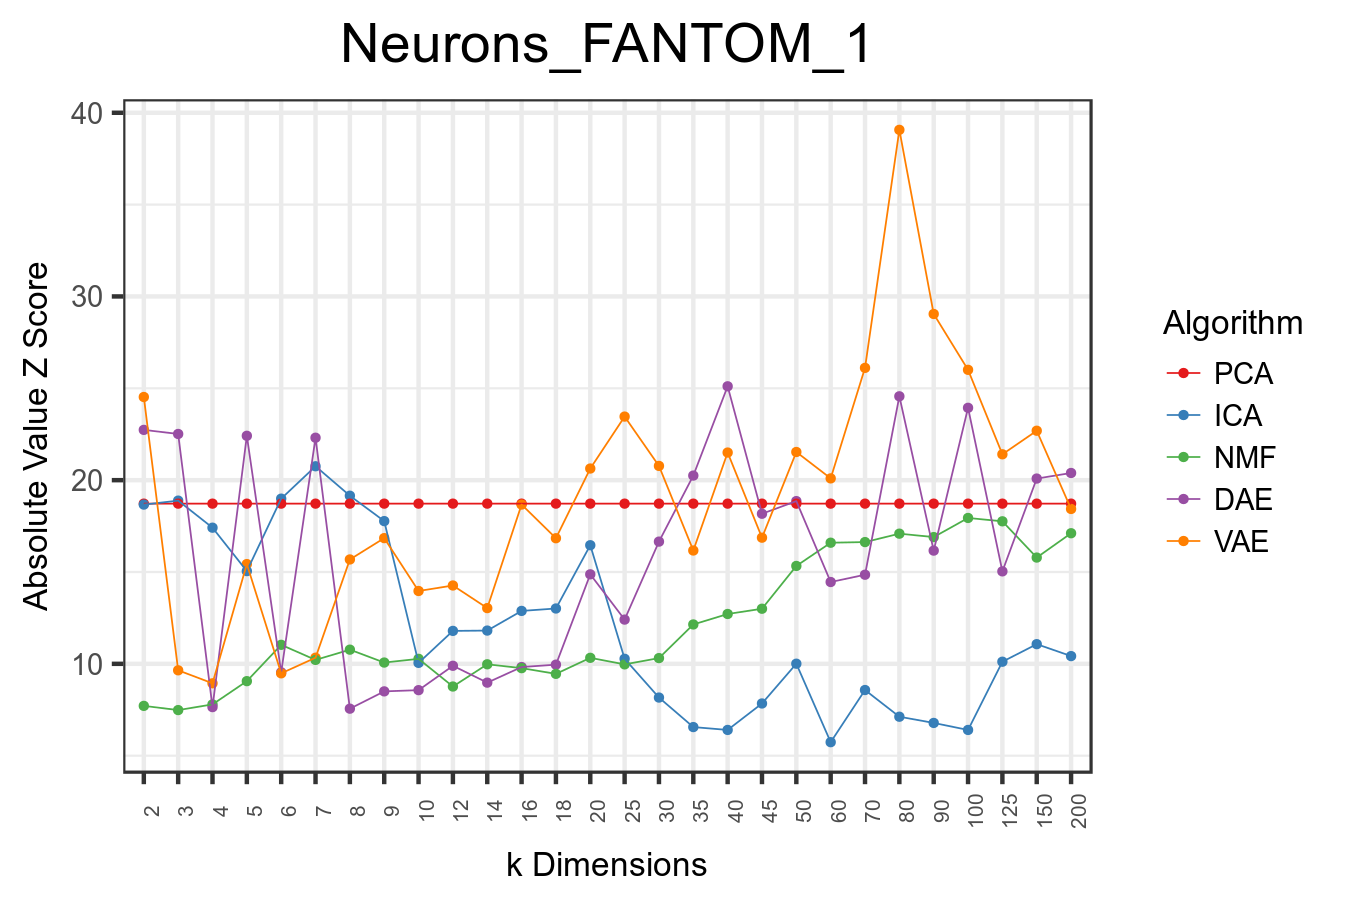 Neurons_FANTOM_1
Absolute Value Z Score
40
30
20
10
2 3 4 5 6 7 8 9 10 12 14 16 18 20 25 30 35 40 45 50 60 70 80 90 100 125 150 200
k Dimensions
Algorithm
PCA
ICA
NMF
DAE
VAE